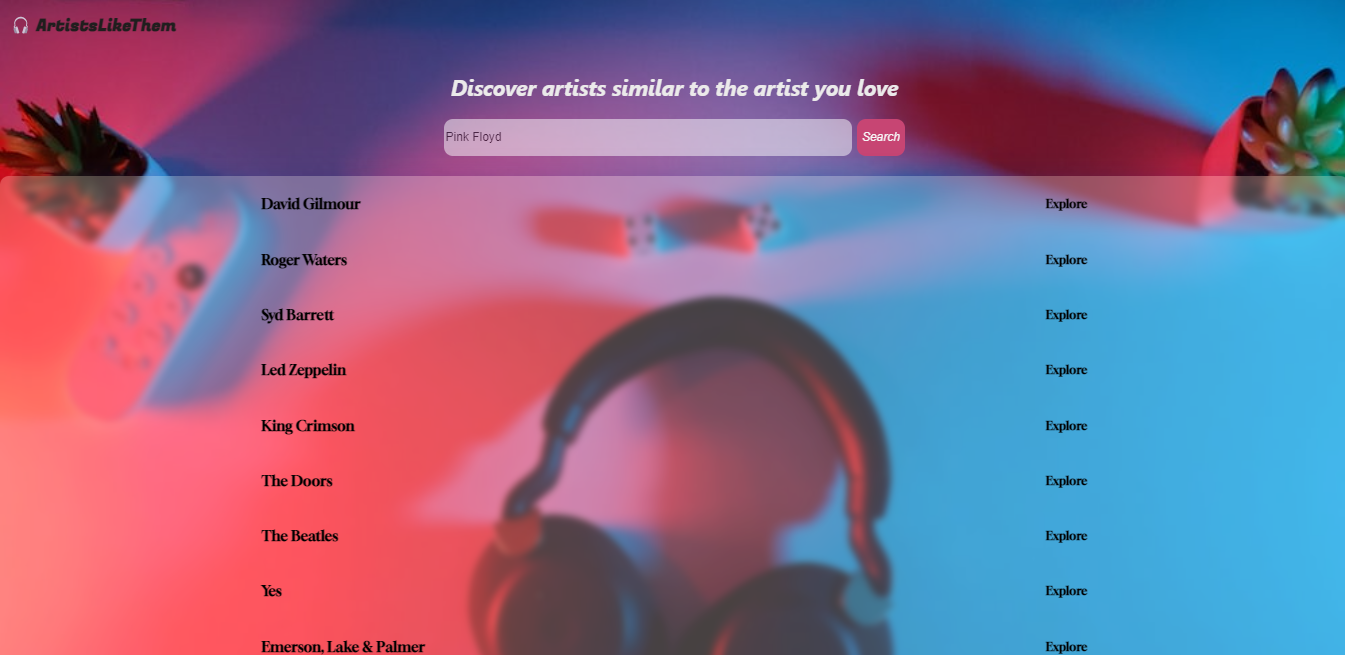 ArtistsLikeThem
Discover artists similar to the artist you love
Pink Floyd Search
David Gilmour Explore
Roger Waters Explore
Syd Barrett Explore
Led Zeppelin Explore
King Crimson Explore
The Doors Explore
The Beatles Explore
Yes Explore
Emerson, Lake & Palmer Explore